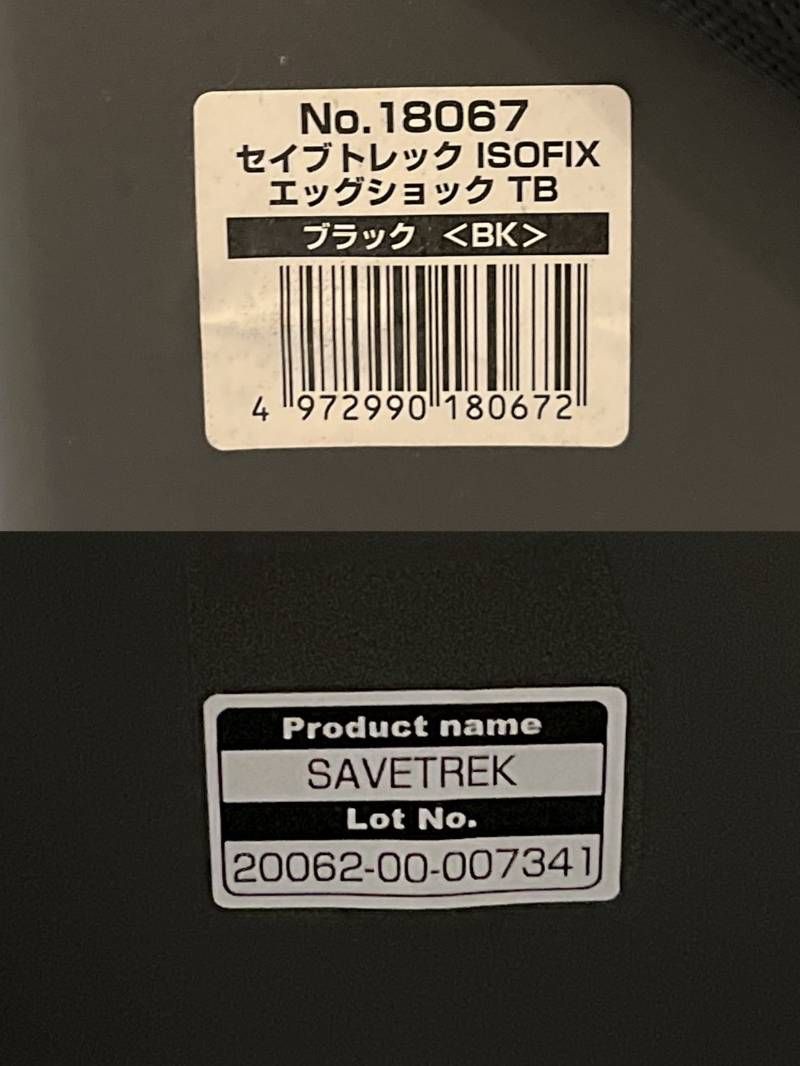 No.18067
セイブトレック ISOFIX
エッグショック TB
ブラック <BK>
4 972990 180672
Product name
SAVETREK
Lot No.
20062-00-007341